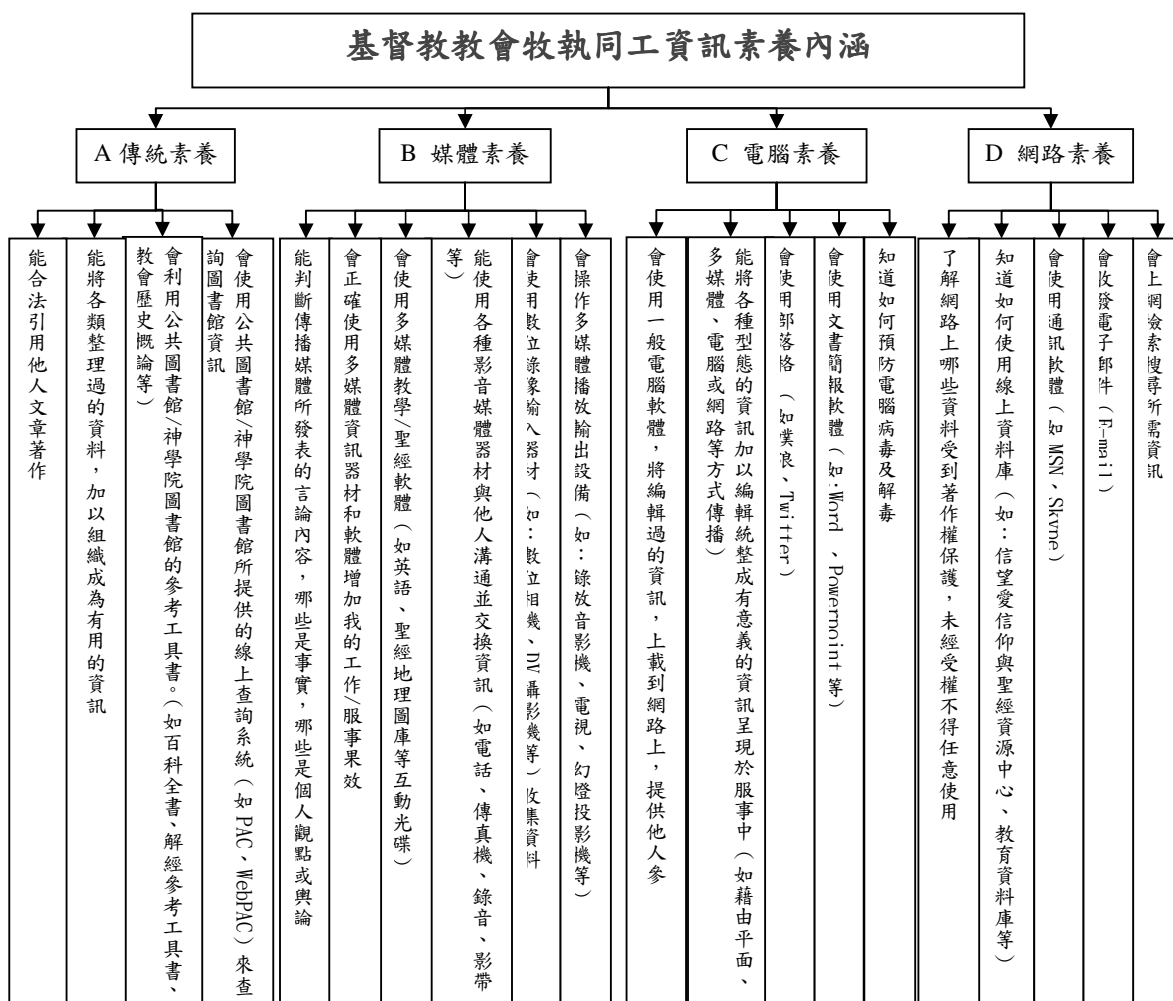 基督教教會牧執同工資訊素養內涵
A 傳統素養
B 媒體素養
C 電腦素養
D 網路素養
會使用公共圖書館/神學院圖書館所提供的線上查詢系統(如 PAC、WebPAC)來查
詢圖書館資訊
會利用公共圖書館/神學院圖書館的參考工具書。(如百科全書、解經參考工具書、
教會歷史概論等)
能將各類整理過的資料,加以組織成為有用的資訊
能合法引用他人文章著作
會操作多媒體播放輸出設備(如:錄放音影機、電視、幻燈投影機等)
會使用數位錄像輸入器材(如:數位相機、DV 攝影機等)收集資料
能使用各種影音媒體器材與他人溝通並交換資訊(如電話、傳真機、錄音、影帶
等)
會使用多媒體教學/聖經軟體(如英語、聖經地理圖庫等互動光碟)
會正確使用多媒體資訊器材和軟體增加我的工作/服事果效
能判斷傳播媒體所發表的言論內容,那些是事實,那些是個人觀點或輿論
知道如何預防電腦病毒及解毒
會使用文書簡報軟體(如:Word、Powerpoint 等)
會使用部落格(如噗浪、Twitter)
能將各種型態的資訊加以編輯統整成有意義的資訊呈現於服事中(如藉由平面、
多媒體、電腦或網路等方式傳播)
會使用一般電腦軟體,將編輯過的資訊,上載到網路上,提供他人參
會上網檢索搜尋所需資訊
會收發電子郵件(E-mail)
會使用通訊軟體(如 MSN、Skype)
知道如何使用線上資料庫(如:信望愛信仰與聖經資源中心、教育資料庫等)
了解網路上哪些資料受到著作權保護,未經受權不得任意使用